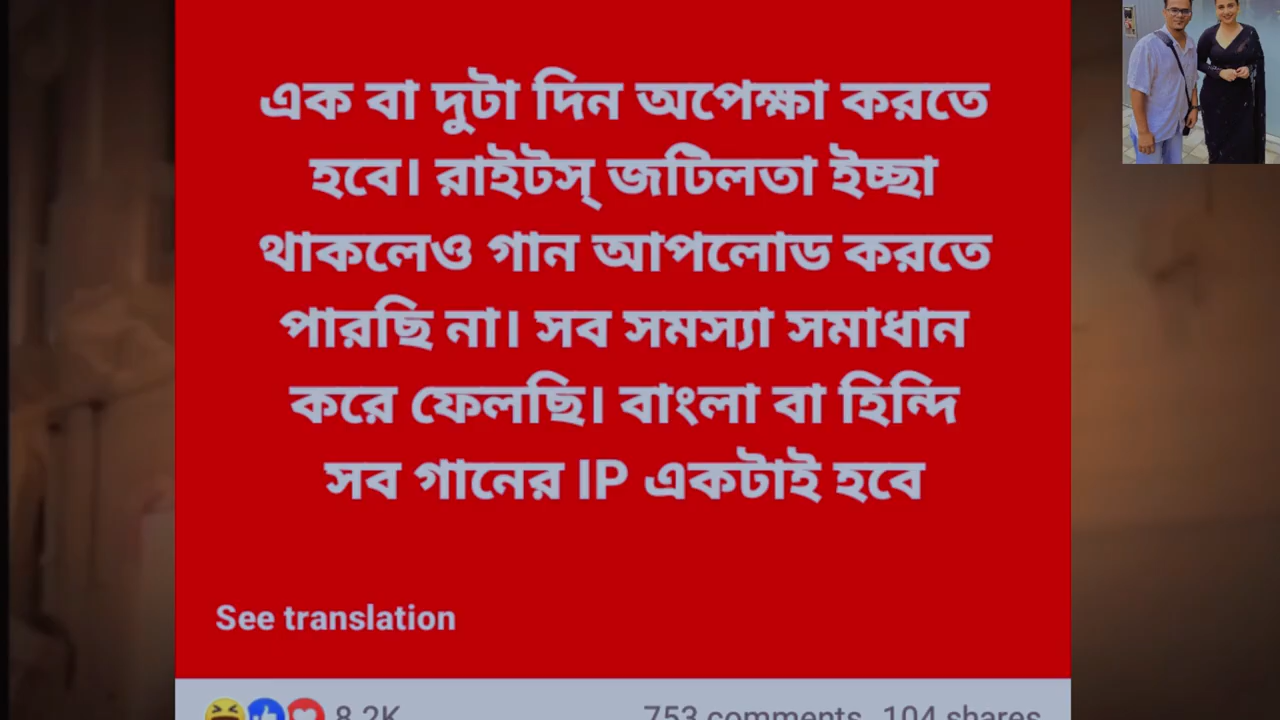 এক বা দুটা দিন অপেক্ষা করতে
হবে। রাইটস্ জটিলতা ইচ্ছা
থাকলেও গান আপলোড করতে
পারছি না। সব সমস্যা সমাধান
করে ফেলছি। বাংলা বা হিন্দি
সব গানের IP একটাই হবে
See translation
8.2K 753 comments 104 shares